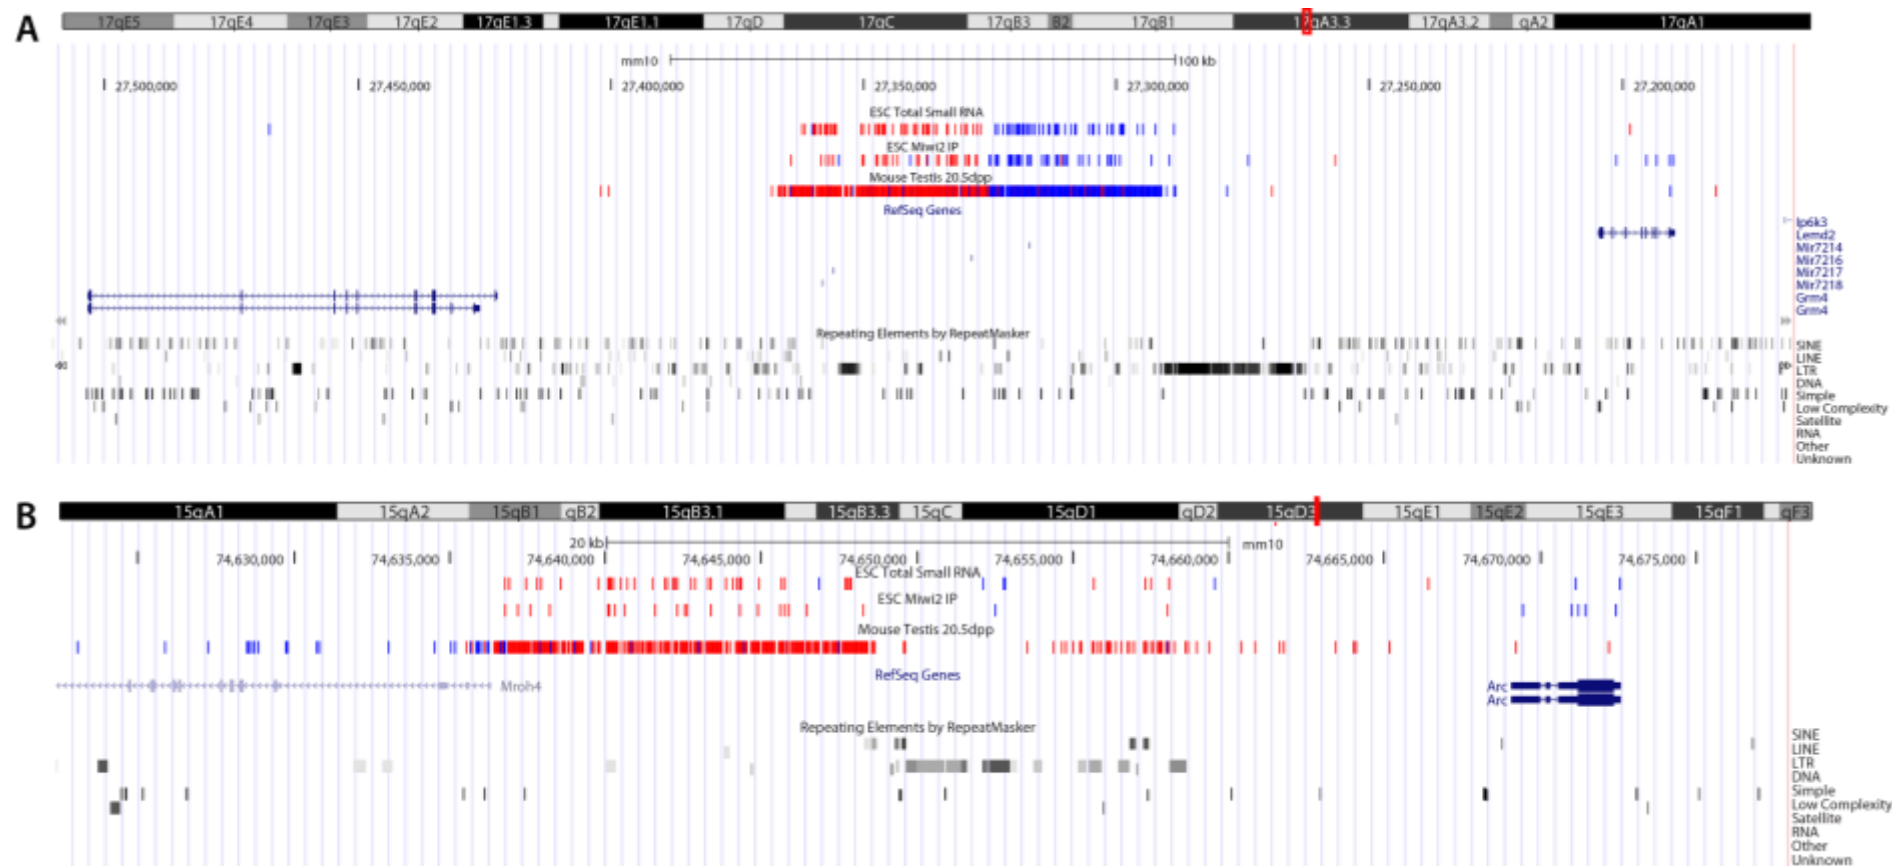 A
17qE5 17qE4 17qE3 17qE2 17qE1.3 17qE1.1 17qD 17qC 17qB3 B2 17qB1 17qA3.3 17qA3.2 qA2 17qA1
mm10 100 kb
27,500,000 27,450,000 27,400,000 27,350,000 27,300,000 27,250,000 27,200,000
ESC Total Small RNA
ESC Miwi2 IP
Mouse Testis 20.5dpp
RefSeq Genes
Ip6k3
Lemd2
Mir7214
Mir7216
Mir7217
Mir7218
Grm4
Grm4
Repeating Elements by RepeatMasker
SINE
LINE
LTR
DNA
Simple
Low Complexity
Satellite
RNA
Other
Unknown
B
15qA1 15qA2 15qB1 qB2 15qB3.1 15qB3.3 15qC 15qD1 qD2 15qD3 15qE1 15qE2 15qE3 15qF1 qF3
20 kb mm10
74,630,000 74,635,000 74,640,000 74,645,000 74,650,000 74,655,000 74,660,000 74,665,000 74,670,000 74,675,000
ESC Total Small RNA
ESC Miwi2 IP
Mouse Testis 20.5dpp
RefSeq Genes
Mroh4 Arc
Arc
Repeating Elements by RepeatMasker
SINE
LINE
LTR
DNA
Simple
Low Complexity
Satellite
RNA
Other
Unknown